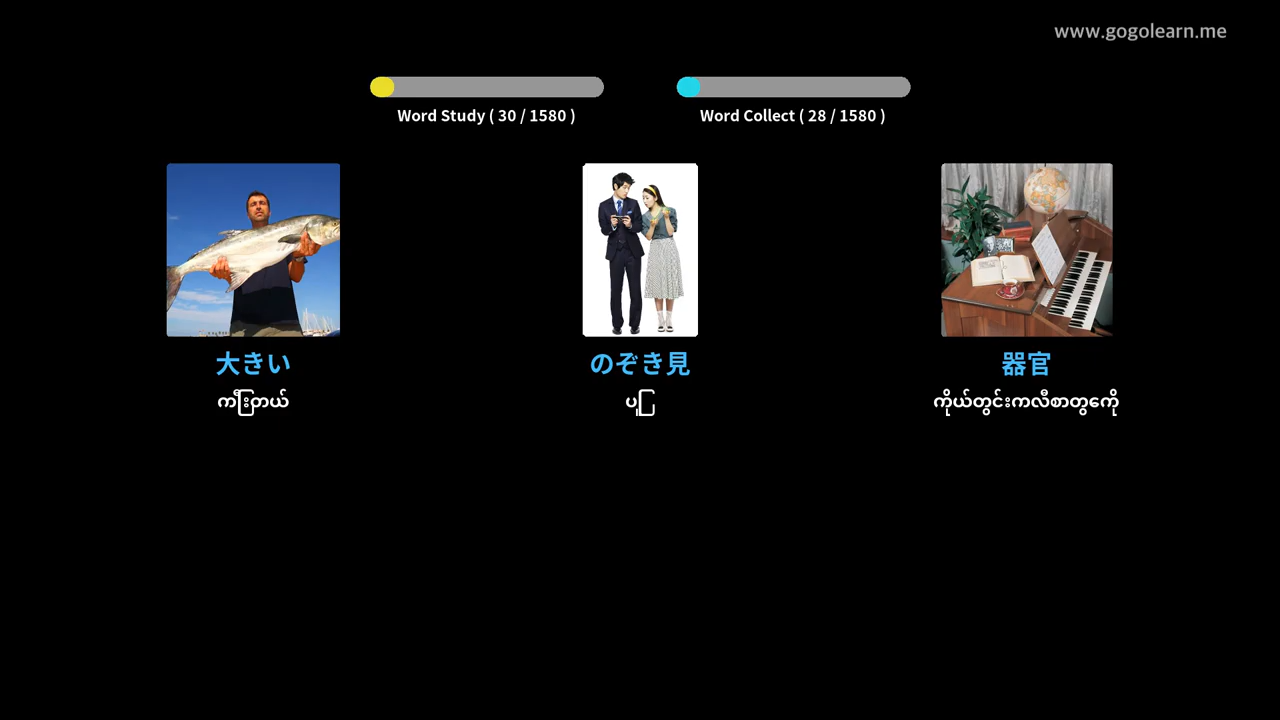 www.gogolearn.me
Word Study ( 30 / 1580 )
Word Collect ( 28 / 1580 )
大きい
のぞき見
器官
ကြီးတယ်
ပြူ
ကိုယ်တွင်းကလီစာတွေကို